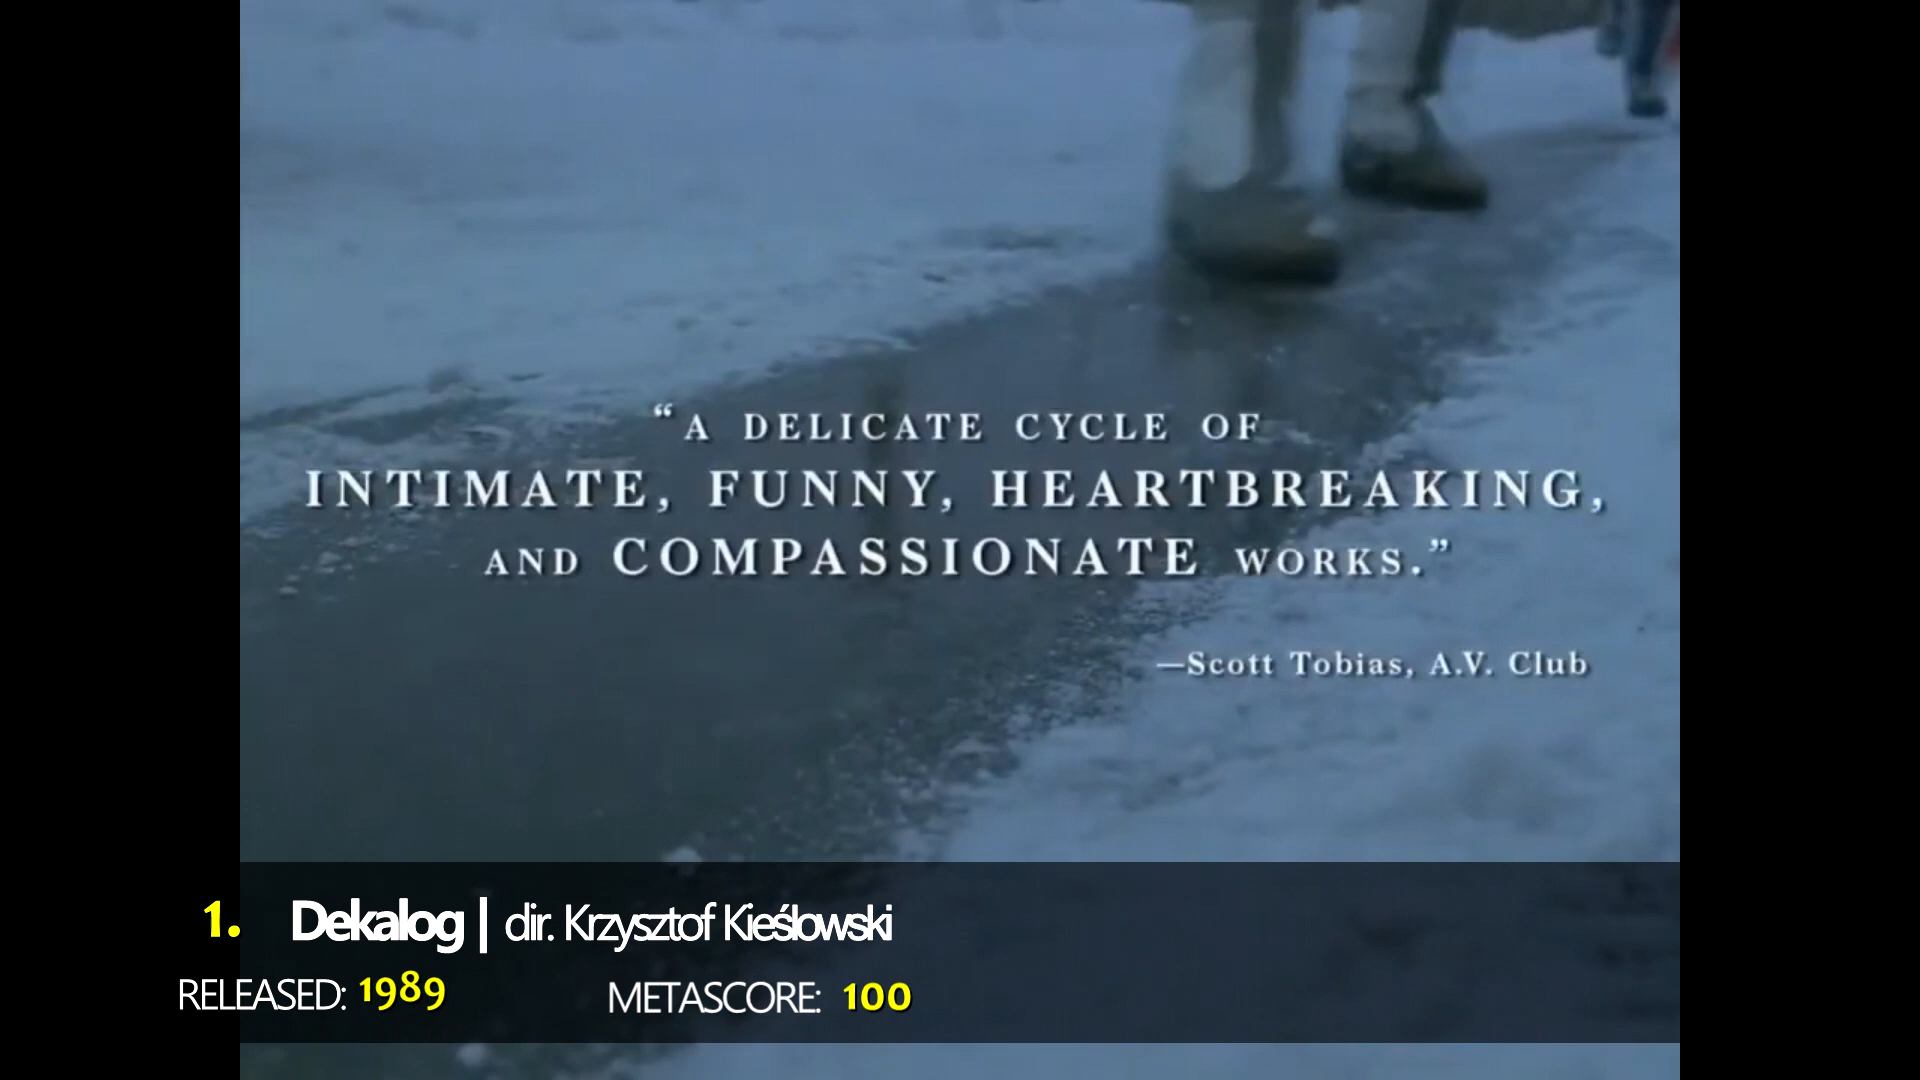 “A DELICATE CYCLE OF
INTIMATE, FUNNY, HEARTBREAKING,
AND COMPASSIONATE WORKS.”
—Scott Tobias, A.V. Club
1. Dekalog | dir. Krzysztof Kieślowski
RELEASED: 1989 METASCORE: 100